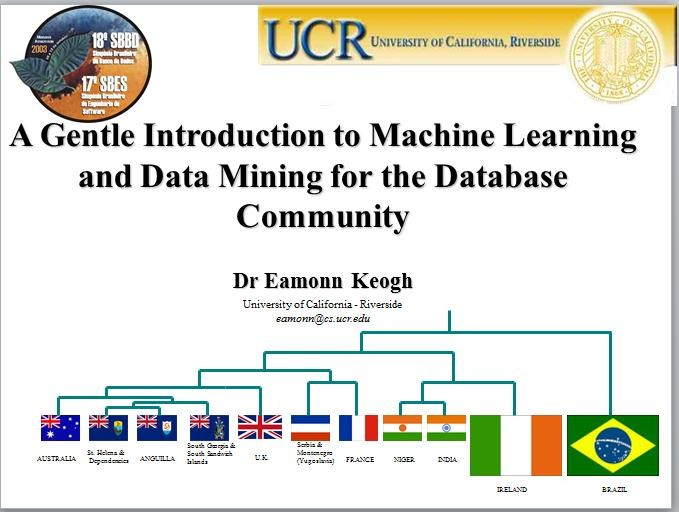 18º SBBD
Simpósio Brasileiro
de Banco de Dados
2003
17º SBES
Simpósio Brasileiro
de Engenharia de
Software
UCR UNIVERSITY OF CALIFORNIA, RIVERSIDE
A Gentle Introduction to Machine Learning
and Data Mining for the Database
Community
Dr Eamonn Keogh
University of California - Riverside
eamonn@cs.ucr.edu
AUSTRALIA
St. Helena &
Dependencies
ANGUILLA
South Georgia &
South Sandwich
Islands
U.K.
Serbia &
Montenegro
(Yugoslavia)
FRANCE
NIGER
INDIA
IRELAND
BRAZIL